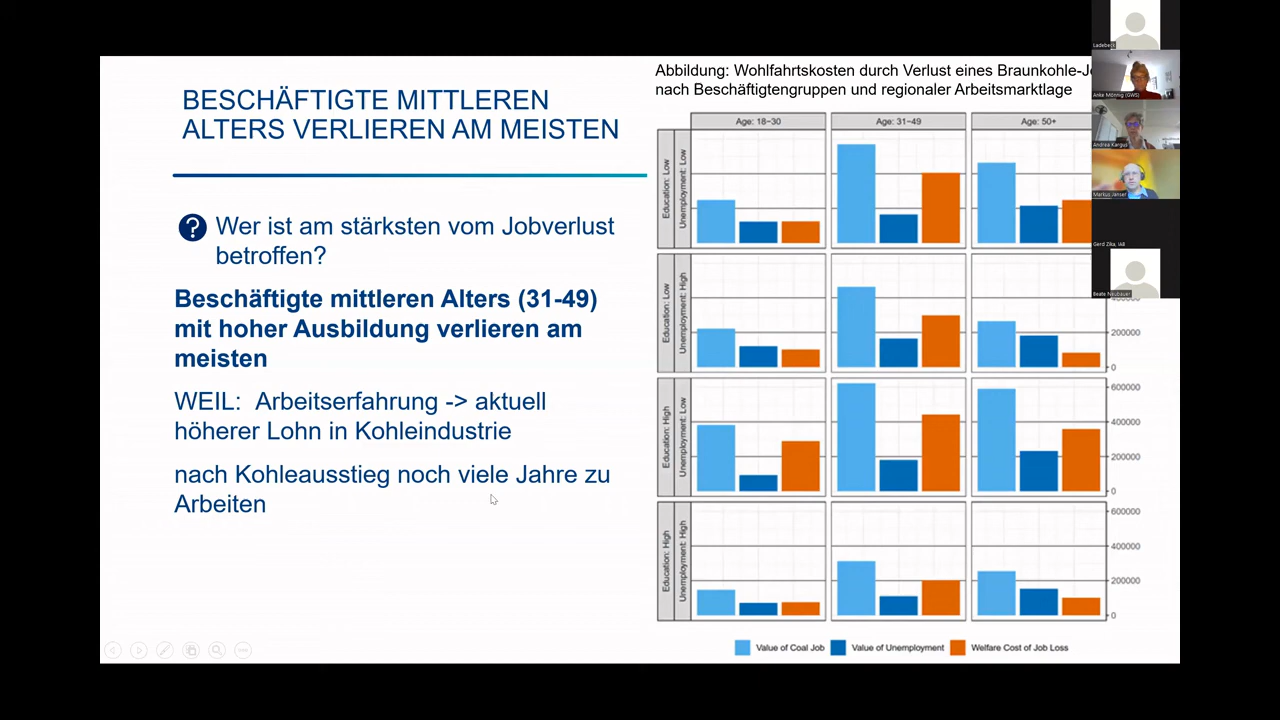 BESCHÄFTIGTE MITTLEREN
ALTERS VERLIEREN AM MEISTEN
? Wer ist am stärksten vom Jobverlust
betroffen?
Beschäftigte mittleren Alters (31-49)
mit hoher Ausbildung verlieren am
meisten
WEIL: Arbeitserfahrung -> aktuell
höherer Lohn in Kohleindustrie
nach Kohleausstieg noch viele Jahre zu
Arbeiten
Abbildung: Wohlfahrtskosten durch Verlust eines Braunkohle-J
nach Beschäftigtengruppen und regionaler Arbeitsmarktlage
Age: 18−30
Age: 31−49
Age: 50+
Education: Low
Unemployment: Low
Education: Low
Unemployment: High
200000
0
Education: High
Unemployment: Low
600000
400000
200000
0
Education: High
Unemployment: High
600000
400000
200000
0
Value of Coal Job
Value of Unemployment
Welfare Cost of Job Loss
Ladebeck
Anke Mönnig (GWS)
Andrea Kargus
Markus Janser
Gerd Zika, IAB
Beate Neubauer